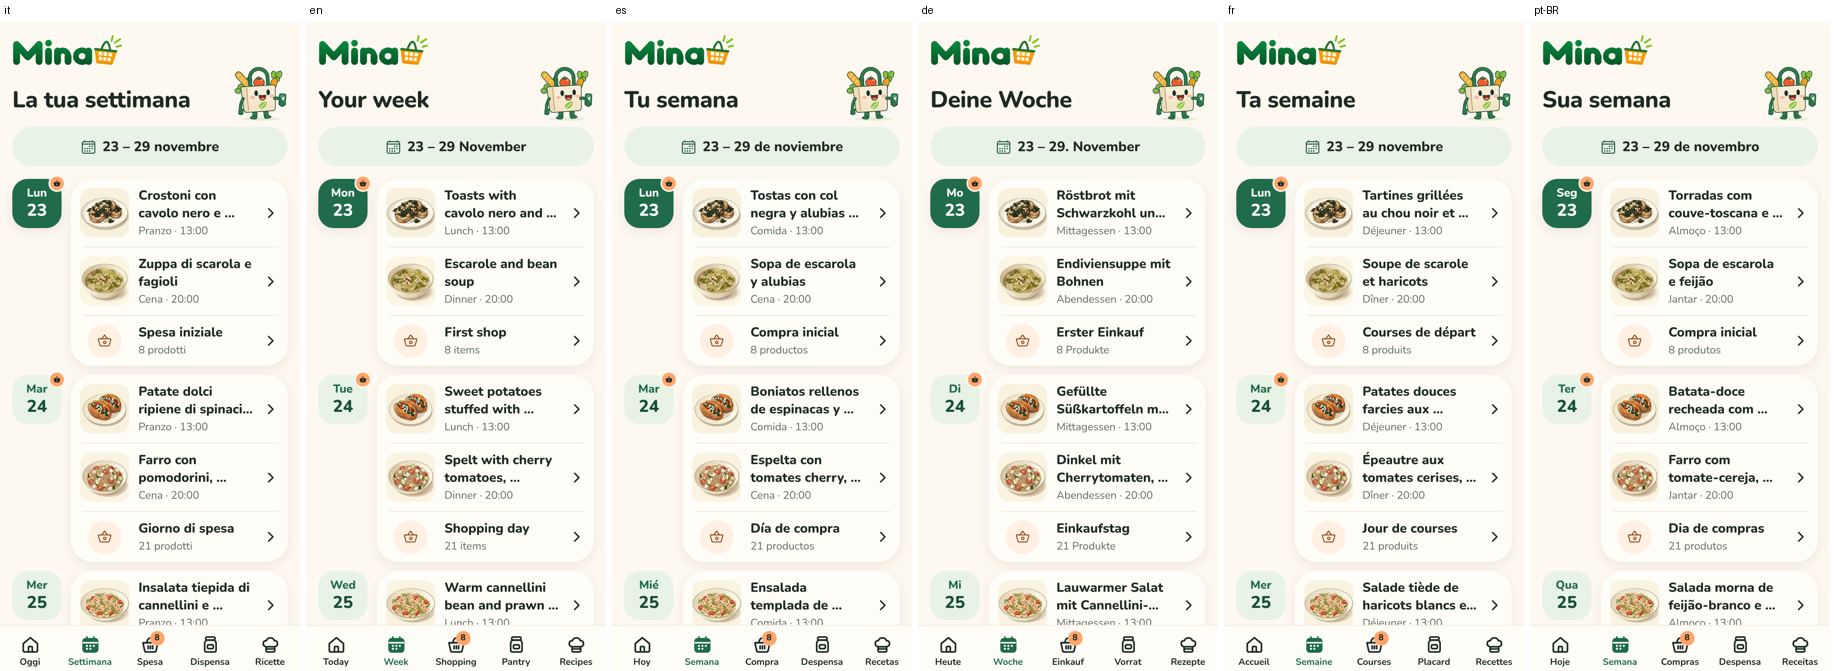 it
Mina
La tua settimana
23 – 29 novembre
Lun
23
Crostoni con
cavolo nero e ...
Pranzo · 13:00
Zuppa di scarola e
fagioli
Cena · 20:00
Spesa iniziale
8 prodotti
Mar
24
Patate dolci
ripiene di spinaci...
Pranzo · 13:00
Farro con
pomodorini, ...
Cena · 20:00
Giorno di spesa
21 prodotti
Mer
25
Insalata tiepida di
cannellini e ...
Pranzo · 13:00
8
Oggi
Settimana
Spesa
Dispensa
Ricette
en
Mina
Your week
23 – 29 November
Mon
23
Toasts with
cavolo nero and ...
Lunch · 13:00
Escarole and bean
soup
Dinner · 20:00
First shop
8 items
Tue
24
Sweet potatoes
stuffed with ...
Lunch · 13:00
Spelt with cherry
tomatoes, ...
Dinner · 20:00
Shopping day
21 items
Wed
25
Warm cannellini
bean and prawn ...
Lunch · 13:00
8
Today
Week
Shopping
Pantry
Recipes
es
Mina
Tu semana
23 – 29 de noviembre
Lun
23
Tostas con col
negra y alubias ...
Comida · 13:00
Sopa de escarola
y alubias
Cena · 20:00
Compra inicial
8 productos
Mar
24
Boniatos rellenos
de espinacas y ...
Comida · 13:00
Espelta con
tomates cherry, ...
Cena · 20:00
Día de compra
21 productos
Mié
25
Ensalada
templada de ...
Comida · 13:00
8
Hoy
Semana
Compra
Despensa
Recetas
de
Mina
Deine Woche
23 – 29. November
Mo
23
Röstbrot mit
Schwarzkohl un...
Mittagessen · 13:00
Endiviensuppe mit
Bohnen
Abendessen · 20:00
Erster Einkauf
8 Produkte
Di
24
Gefüllte
Süßkartoffeln m...
Mittagessen · 13:00
Dinkel mit
Cherrytomaten, ...
Abendessen · 20:00
Einkaufstag
21 Produkte
Mi
25
Lauwarmer Salat
mit Cannellini-...
Mittagessen · 13:00
8
Heute
Woche
Einkauf
Vorrat
Rezepte
fr
Mina
Ta semaine
23 – 29 novembre
Lun
23
Tartines grillées
au chou noir et ...
Déjeuner · 13:00
Soupe de scarole
et haricots
Dîner · 20:00
Courses de départ
8 produits
Mar
24
Patates douces
farcies aux ...
Déjeuner · 13:00
Épeautre aux
tomates cerises, ...
Dîner · 20:00
Jour de courses
21 produits
Mer
25
Salade tiède de
haricots blancs e...
Déjeuner · 13:00
8
Accueil
Semaine
Courses
Placard
Recettes
pt-BR
Mina
Sua semana
23 – 29 de novembro
Seg
23
Torradas com
couve-toscana e ...
Almoço · 13:00
Sopa de escarola
e feijão
Jantar · 20:00
Compra inicial
8 produtos
Ter
24
Batata-doce
recheada com ...
Almoço · 13:00
Farro com
tomate-cereja, ...
Jantar · 20:00
Dia de compras
21 produtos
Qua
25
Salada morna de
feijão-branco e ...
Almoço · 13:00
8
Hoje
Semana
Compras
Despensa
Receitas